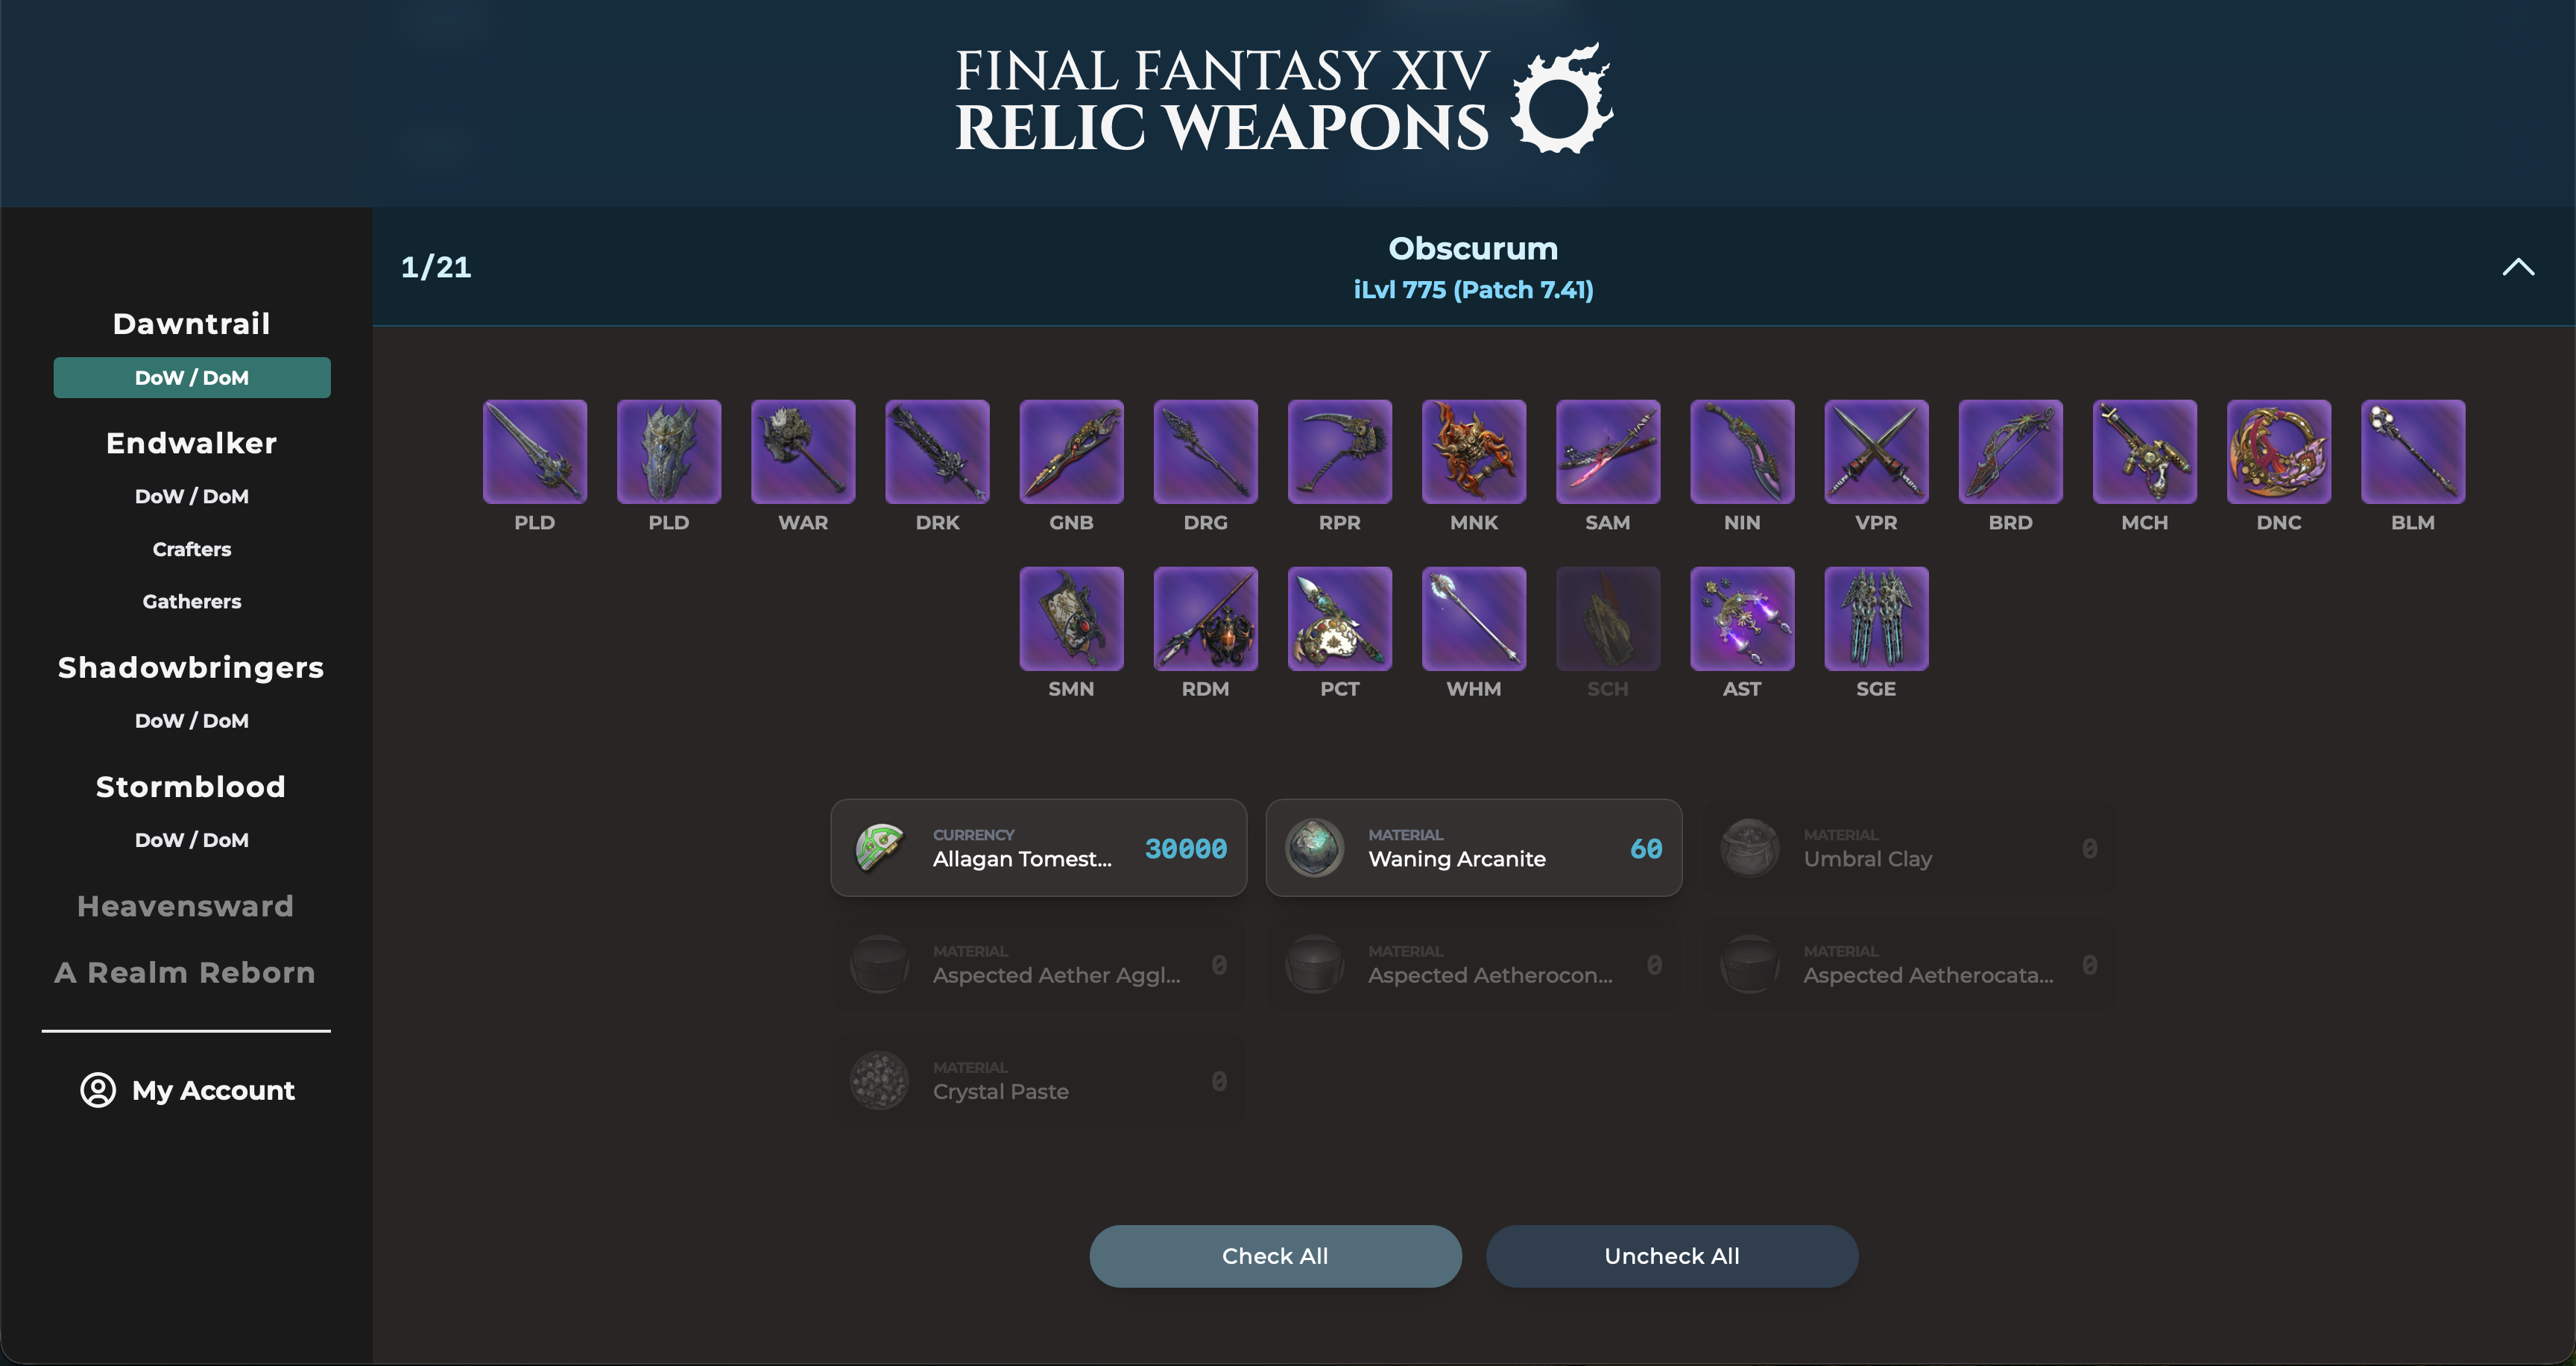 FINAL FANTASY XIV
RELIC WEAPONS
Dawntrail
DoW / DoM
Endwalker
DoW / DoM
Crafters
Gatherers
Shadowbringers
DoW / DoM
Stormblood
DoW / DoM
Heavensward
A Realm Reborn
My Account
1/21
Obscurum
iLvl 775 (Patch 7.41)
PLD PLD WAR DRK GNB DRG RPR MNK SAM NIN VPR BRD MCH DNC BLM
SMN RDM PCT WHM SCH AST SGE
CURRENCY
Allagan Tomest... 30000
MATERIAL
Waning Arcanite 60
MATERIAL
Umbral Clay 0
MATERIAL
Aspected Aether Aggl... 0
MATERIAL
Aspected Aetherocon... 0
MATERIAL
Aspected Aetherocata... 0
MATERIAL
Crystal Paste 0
Check All
Uncheck All